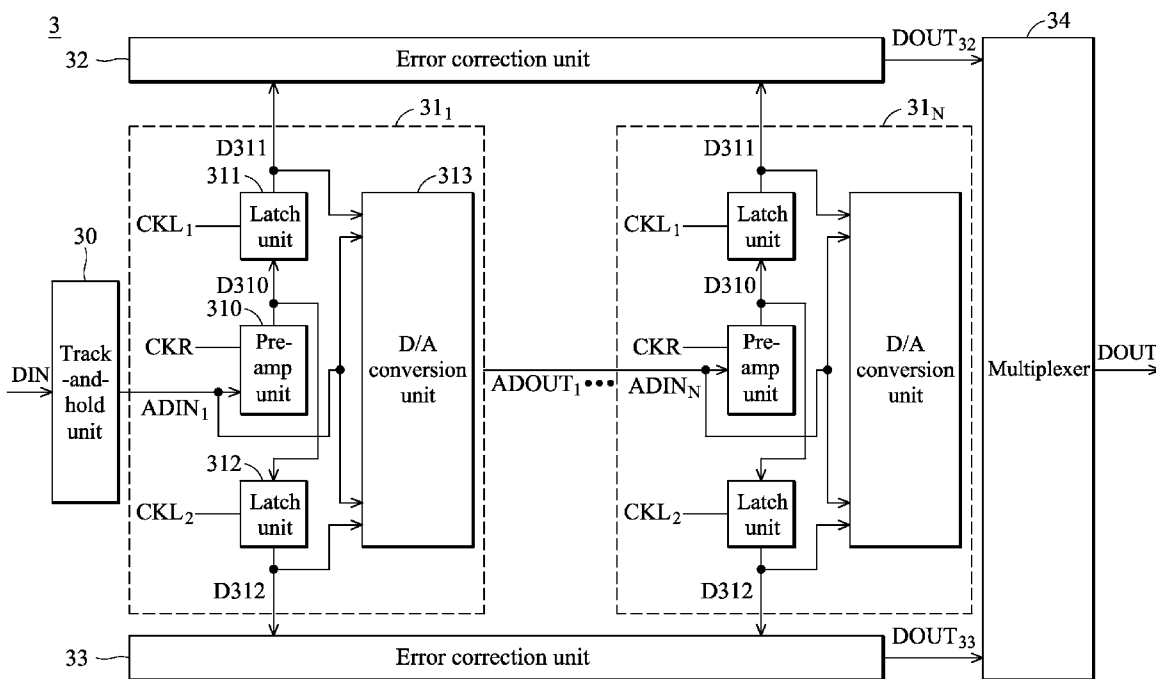 3
32
Error correction unit
DOUT32
34
31₁
31N
D311
D311
311
313
CKL₁
Latch
unit
CKL₁
Latch
unit
30
D310
D310
310
CKR
Pre-
amp
unit
D/A
conversion
unit
CKR
Pre-
amp
unit
D/A
conversion
unit
DIN
Track
-and-
hold
unit
ADIN₁
ADOUT₁ •••
ADINN
Multiplexer
DOUT
312
CKL₂
Latch
unit
CKL₂
Latch
unit
D312
D312
33
Error correction unit
DOUT33